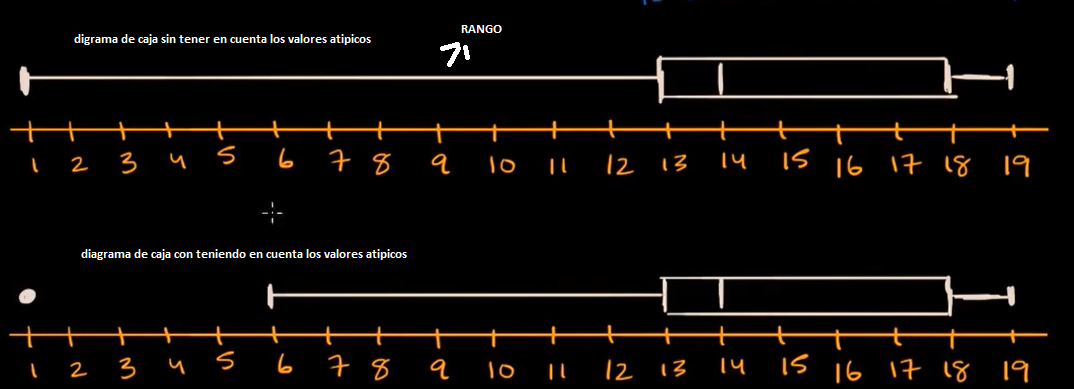 RANGO
digrama de caja sin tener en cuenta los valores atipicos
1 2 3 4 5 6 7 8 9 10 11 12 13 14 15 16 17 18 19
diagrama de caja con teniendo en cuenta los valores atipicos
1 2 3 4 5 6 7 8 9 10 11 12 13 14 15 16 17 18 19